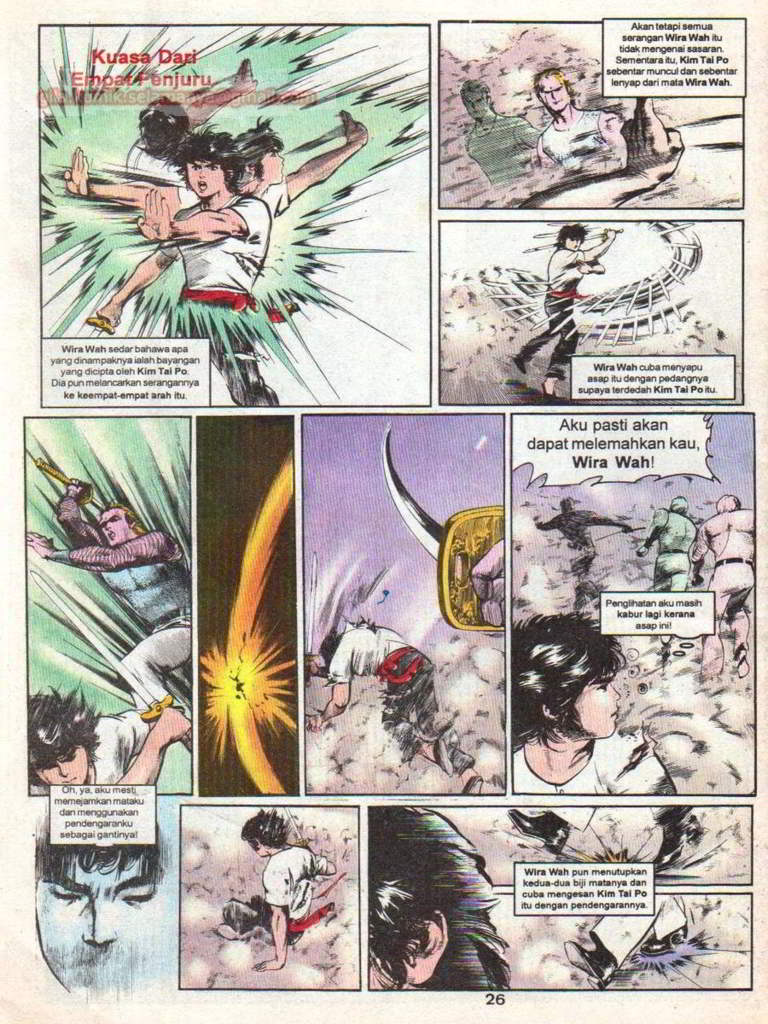 Kuasa Dari
Empat Penjuru
Wira Wah sedar bahawa apa
yang dinampaknya ialah bayangan
yang dicipta oleh Kim Tai Po.
Dia pun melancarkan serangannya
ke keempat-empat arah itu.
Akan tetapi semua
serangan Wira Wah itu
tidak mengenai sasaran.
Sementara itu, Kim Tai Po
sebentar muncul dan sebentar
lenyap dari mata Wira Wah.
Wira Wah cuba menyapu
asap itu dengan pedangnya
supaya terdedah Kim Tai Po itu.
Aku pasti akan
dapat melemahkan kau,
Wira Wah!
Penglihatan aku masih
kabur lagi kerana
asap ini!
Oh, ya, aku mesti
memejamkan mataku
dan menggunakan
pendengaranku
sebagai gantinya!
Wira Wah pun menutupkan
kedua-dua biji matanya dan
cuba mengesan Kim Tai Po
itu dengan pendengarannya.
26